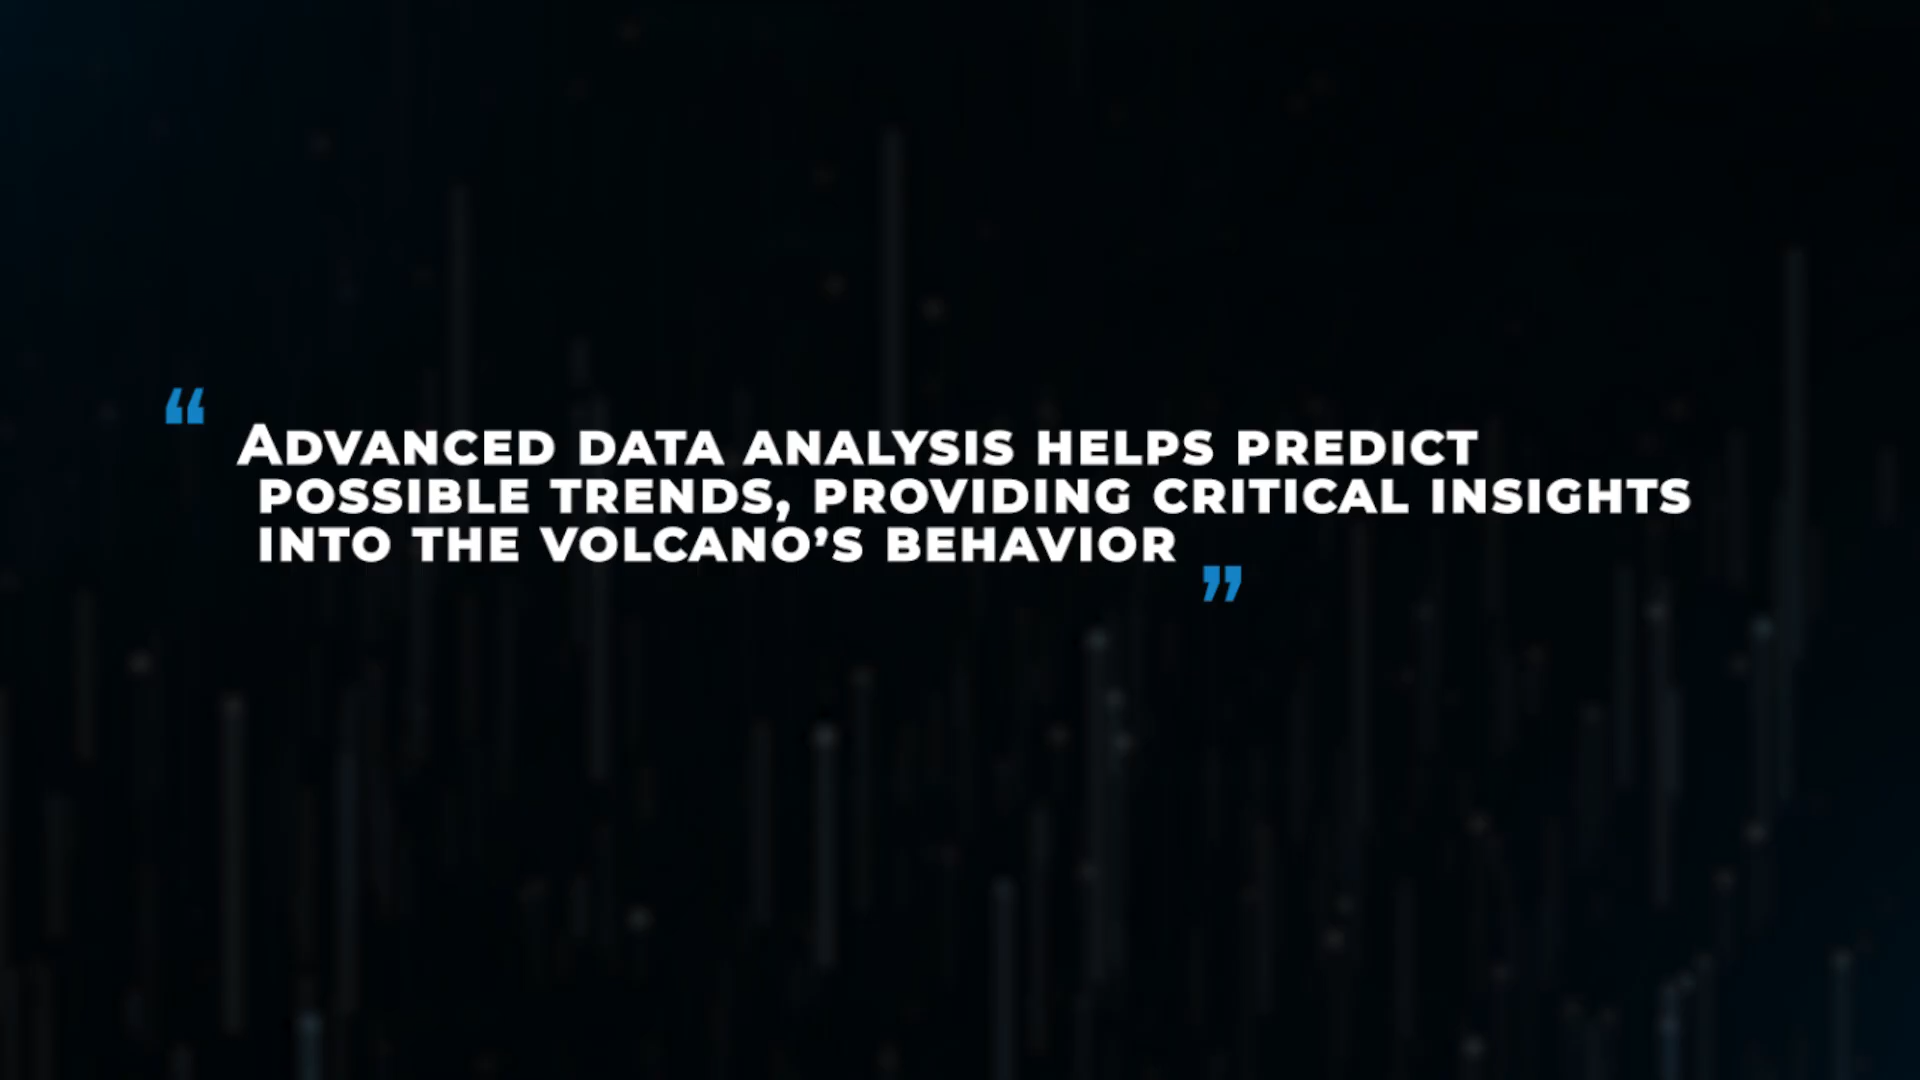 “ Advanced data analysis helps predict
possible trends, providing critical insights
into the volcano’s behavior ”